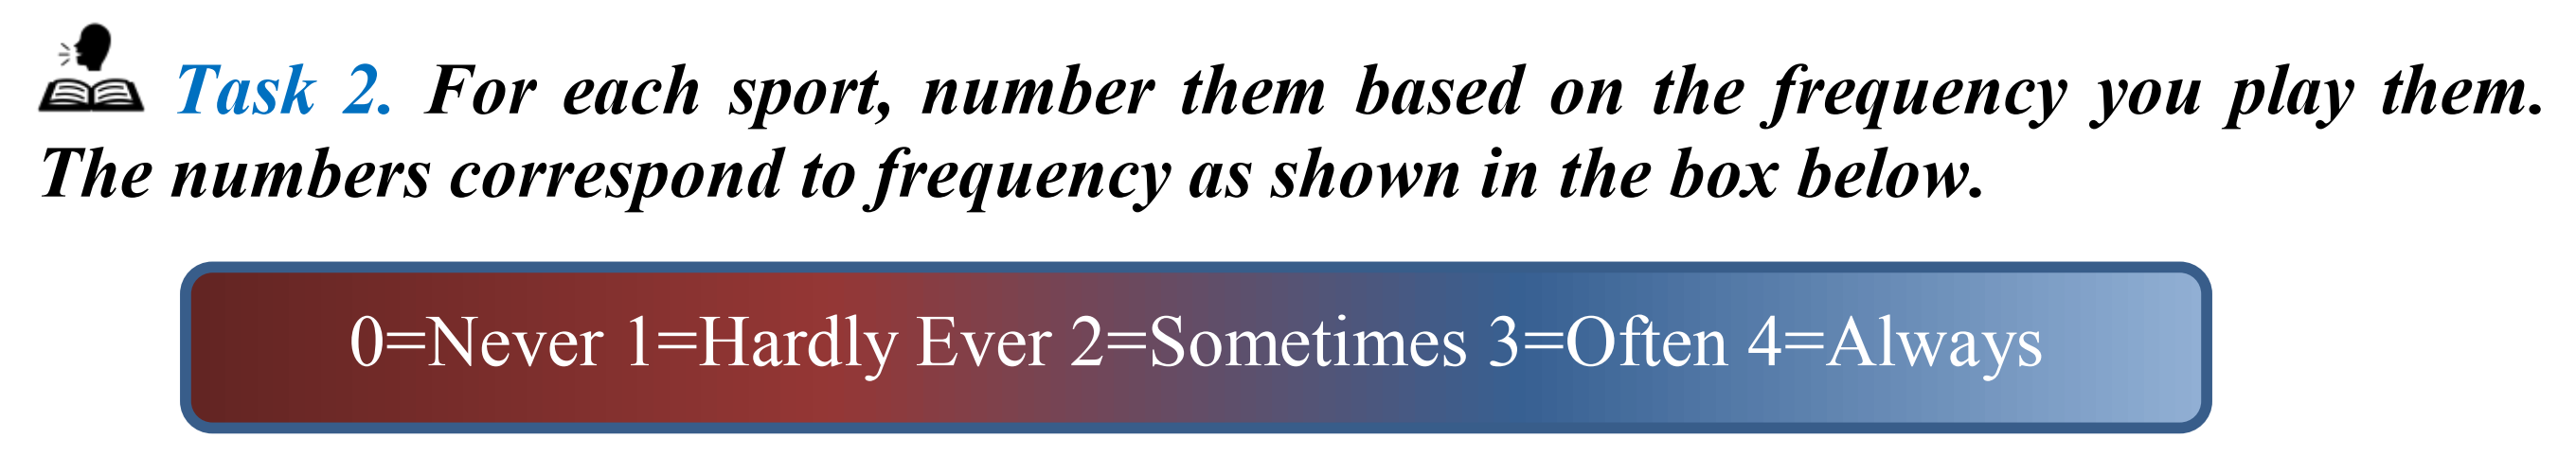 Task 2. For each sport, number them based on the frequency you play them.
The numbers correspond to frequency as shown in the box below.
0=Never 1=Hardly Ever 2=Sometimes 3=Often 4=Always